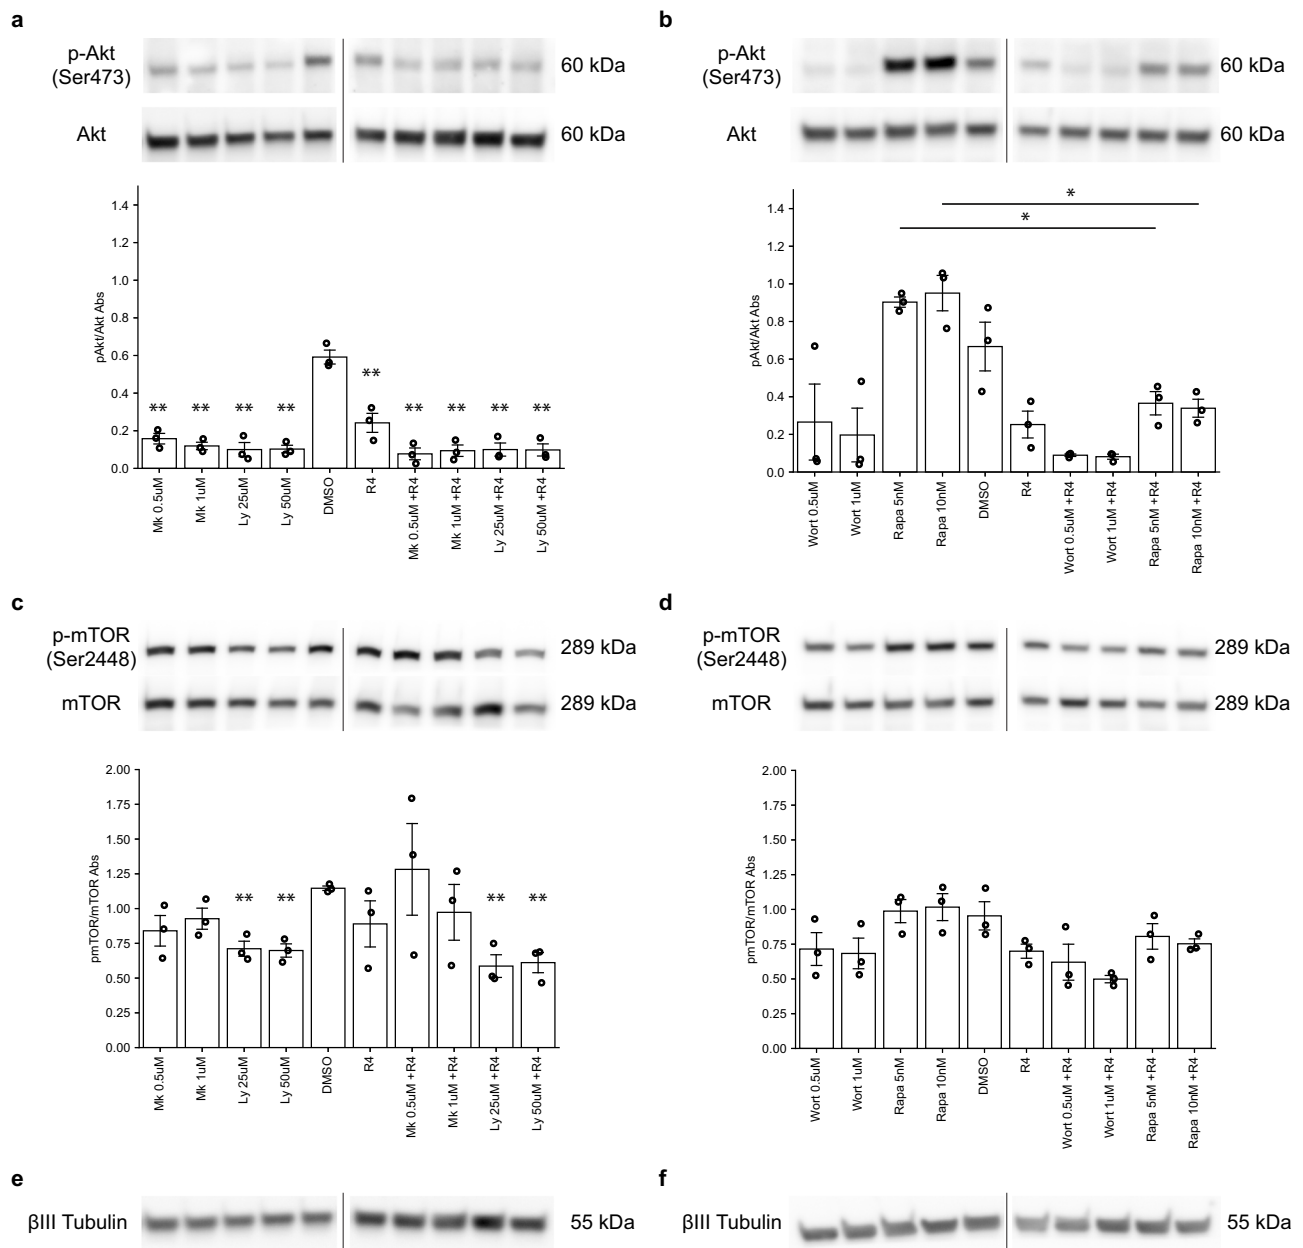 a
p-Akt
(Ser473)
60 kDa
Akt
60 kDa
pAkt/Akt Abs
1.4
1.2
1.0
0.8
0.6
0.4
0.2
0.0
** ** ** ** ** ** ** ** **
Mk 0.5uM
Mk 1uM
Ly 25uM
Ly 50uM
DMSO
R4
Mk 0.5uM +R4
Mk 1uM +R4
Ly 25uM +R4
Ly 50uM +R4
b
p-Akt
(Ser473)
60 kDa
Akt
60 kDa
*
*
pAkt/Akt Abs
1.4
1.2
1.0
0.8
0.6
0.4
0.2
0.0
Wort 0.5uM
Wort 1uM
Rapa 5nM
Rapa 10nM
DMSO
R4
Wort 0.5uM +R4
Wort 1uM +R4
Rapa 5nM +R4
Rapa 10nM +R4
c
p-mTOR
(Ser2448)
289 kDa
mTOR
289 kDa
pmTOR/mTOR Abs
2.00
1.75
1.50
1.25
1.00
0.75
0.50
0.25
0.00
** ** ** **
Mk 0.5uM
Mk 1uM
Ly 25uM
Ly 50uM
DMSO
R4
Mk 0.5uM +R4
Mk 1uM +R4
Ly 25uM +R4
Ly 50uM +R4
d
p-mTOR
(Ser2448)
289 kDa
mTOR
289 kDa
pmTOR/mTOR Abs
2.00
1.75
1.50
1.25
1.00
0.75
0.50
0.25
0.00
Wort 0.5uM
Wort 1uM
Rapa 5nM
Rapa 10nM
DMSO
R4
Wort 0.5uM +R4
Wort 1uM +R4
Rapa 5nM +R4
Rapa 10nM +R4
e
βIII Tubulin
55 kDa
f
βIII Tubulin
55 kDa